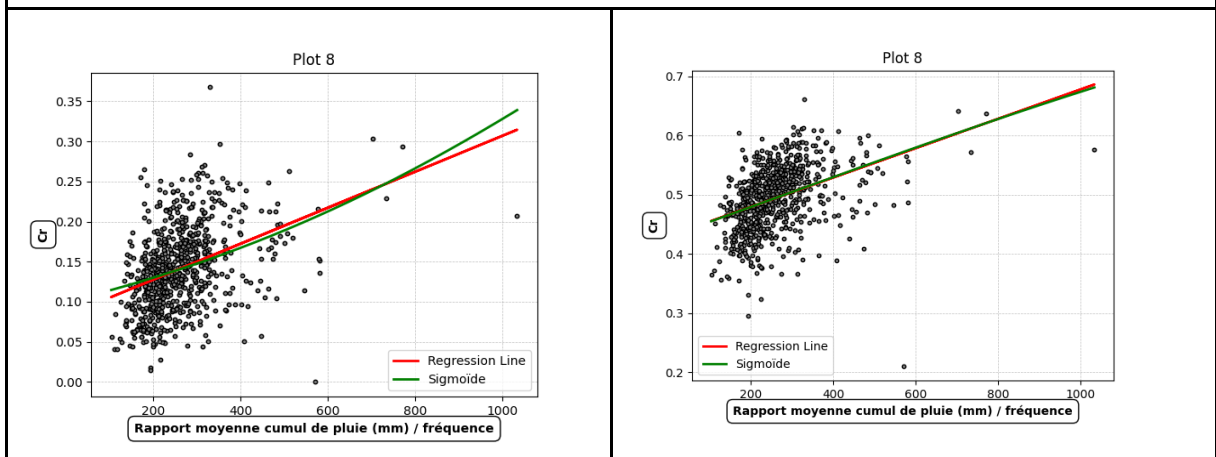 Plot 8
0.35
0.30
0.25
0.20
0.15
0.10
0.05
0.00
Cr
200
400
600
800
1000
Regression Line
Sigmoïde
Rapport moyenne cumul de pluie (mm) / fréquence
Plot 8
0.7
0.6
0.5
0.4
0.3
0.2
Cr
200
400
600
800
1000
Regression Line
Sigmoïde
Rapport moyenne cumul de pluie (mm) / fréquence